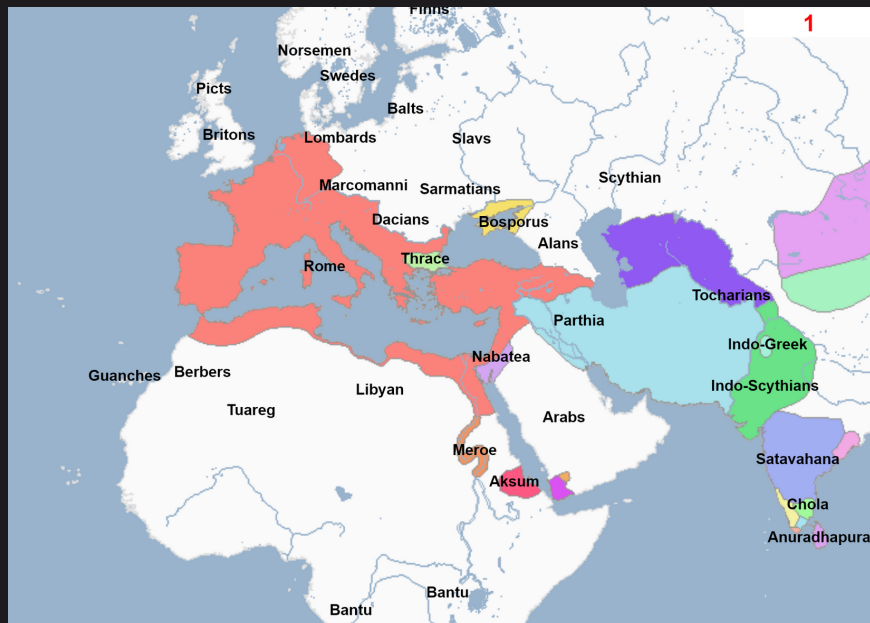 Finns
1
Norsemen
Swedes
Picts
Balts
Britons
Lombards
Slavs
Scythian
Marcomanni
Sarmatians
Dacians
Bosporus
Alans
Thrace
Rome
Tocharians
Parthia
Indo-Greek
Nabatea
Guanches
Berbers
Libyan
Indo-Scythians
Tuareg
Arabs
Meroe
Satavahana
Aksum
Chola
Anuradhapura
Bantu
Bantu